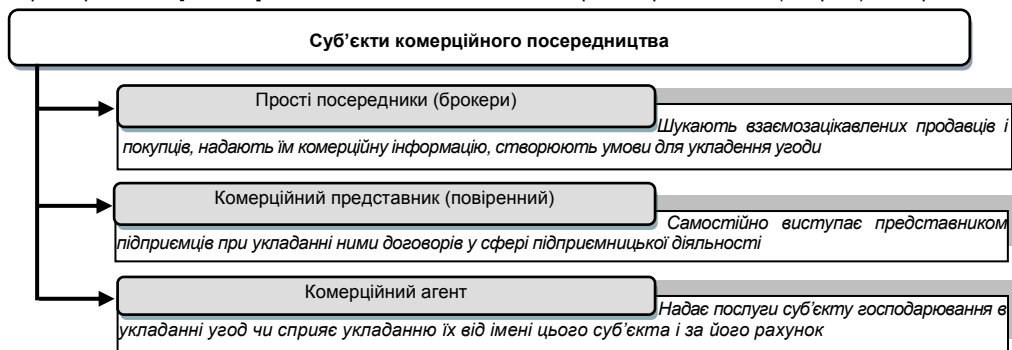 Суб’єкти комерційного посередництва
Прості посередники (брокери)
Шукають взаємозацікавлених продавців і
покупців, надають їм комерційну інформацію, створюють умови для укладення угоди
Комерційний представник (повіренний)
Самостійно виступає представником
підприємців при укладанні ними договорів у сфері підприємницької діяльності
Комерційний агент
Надає послуги суб’єкту господарювання в
укладанні угод чи сприяє укладанню їх від імені цього суб’єкта і за його рахунок